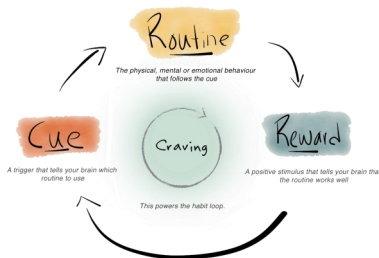 Routine
The physical, mental or emotional behaviour
that follows the cue
Cue
A trigger that tells your brain which
routine to use
Craving
This powers the habit loop.
Reward
A positive stimulus that tells your brain tha
the routine works well